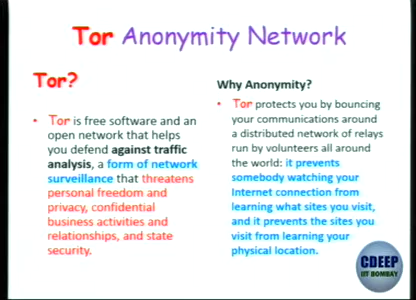 Tor Anonymity Network
Tor?
• Tor is free software and an
open network that helps
you defend against traffic
analysis, a form of network
surveillance that threatens
personal freedom and
privacy, confidential
business activities and
relationships, and state
security.
Why Anonymity?
• Tor protects you by bouncing
your communications around
a distributed network of relays
run by volunteers all around
the world: it prevents
somebody watching your
Internet connection from
learning what sites you visit,
and it prevents the sites you
visit from learning your
physical location.
CDEEP
IIT BOMBAY